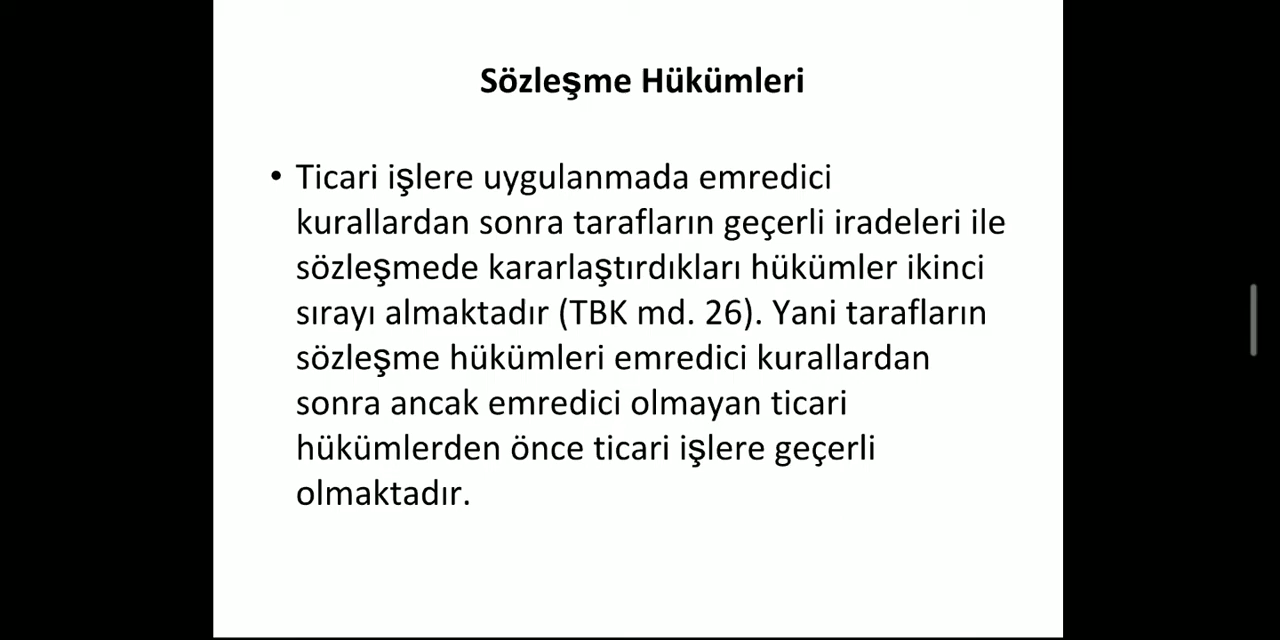 Sözleşme Hükümleri
• Ticari işlere uygulanmada emredici
kurallardan sonra tarafların geçerli iradeleri ile
sözleşmede kararlaştırdıkları hükümler ikinci
sırayı almaktadır (TBK md. 26). Yani tarafların
sözleşme hükümleri emredici kurallardan
sonra ancak emredici olmayan ticari
hükümlerden önce ticari işlere geçerli
olmaktadır.